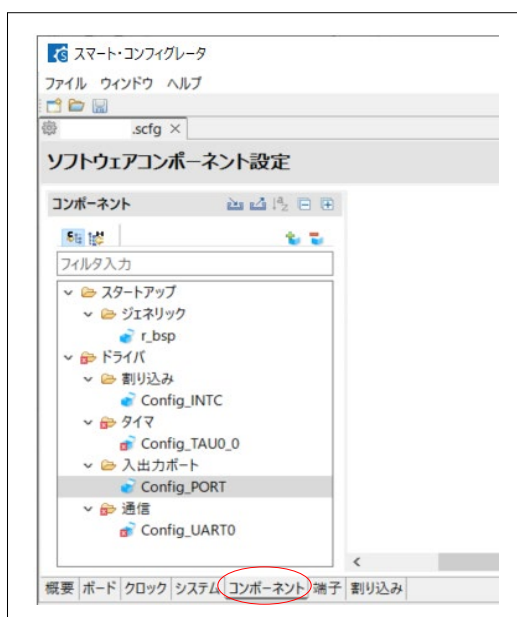 スマート・コンフィグレータ
ファイル ウィンドウ ヘルプ
.scfg ×
ソフトウェアコンポーネント設定
コンポーネント
フィルタ入力
スタートアップ
ジェネリック
r_bsp
ドライバ
割り込み
Config_INTC
タイマ
Config_TAU0_0
入出力ポート
Config_PORT
通信
Config_UART0
概要 ボード クロック システム コンポーネント 端子 割り込み